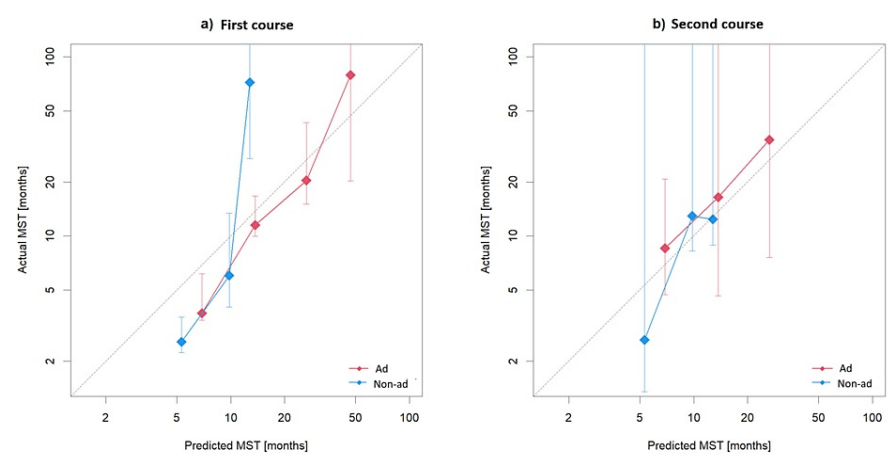 a) First course
100
50
20
10
5
2
Actual MST [months]
2 5 10 20 50 100
Predicted MST [months]
Ad
Non-ad
b) Second course
100
50
20
10
5
2
Actual MST [months]
2 5 10 20 50 100
Predicted MST [months]
Ad
Non-ad